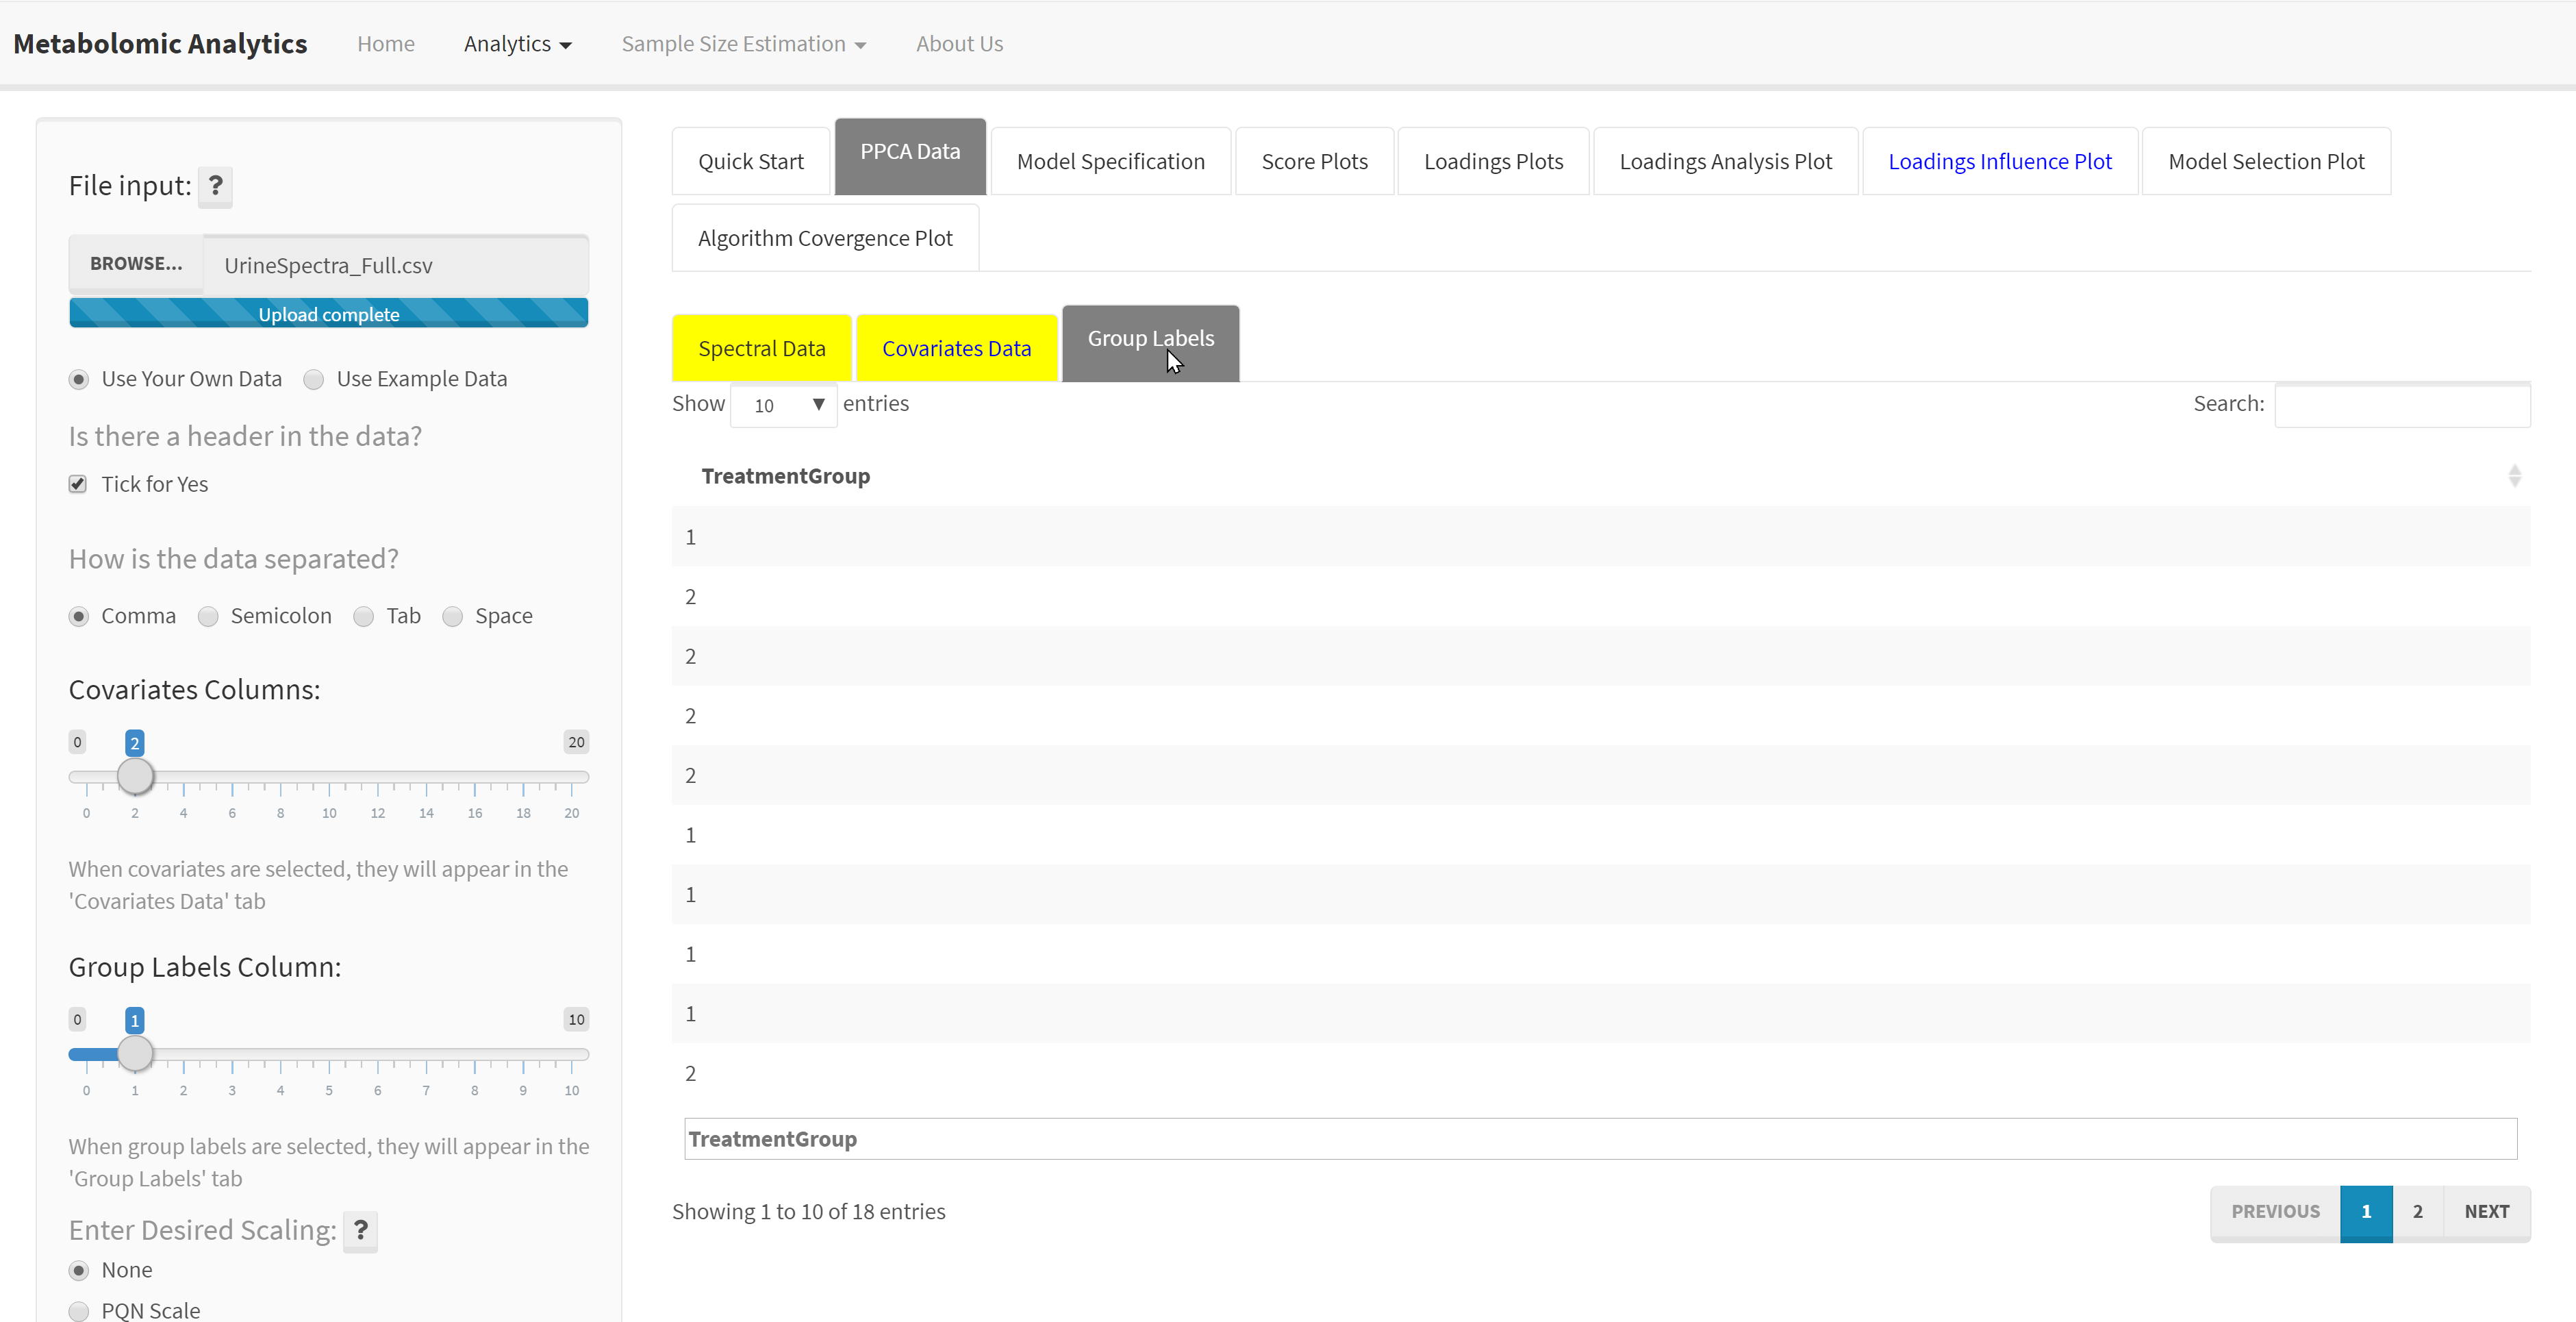 Metabolomic Analytics Home Analytics Sample Size Estimation About Us
File input: ?
BROWSE... UrineSpectra_Full.csv
Upload complete
Use Your Own Data Use Example Data
Is there a header in the data?
Tick for Yes
How is the data separated?
Comma Semicolon Tab Space
Covariates Columns:
0 2 20
0 2 4 6 8 10 12 14 16 18 20
When covariates are selected, they will appear in the
'Covariates Data' tab
Group Labels Column:
0 1 10
0 1 2 3 4 5 6 7 8 9 10
When group labels are selected, they will appear in the
'Group Labels' tab
Enter Desired Scaling: ?
None
PQN Scale
Quick Start PPCA Data Model Specification Score Plots Loadings Plots Loadings Analysis Plot Loadings Influence Plot Model Selection Plot
Algorithm Covergence Plot
Spectral Data Covariates Data Group Labels
Show 10 entries Search:
TreatmentGroup
1
2
2
2
2
1
1
1
1
2
TreatmentGroup
Showing 1 to 10 of 18 entries PREVIOUS 1 2 NEXT